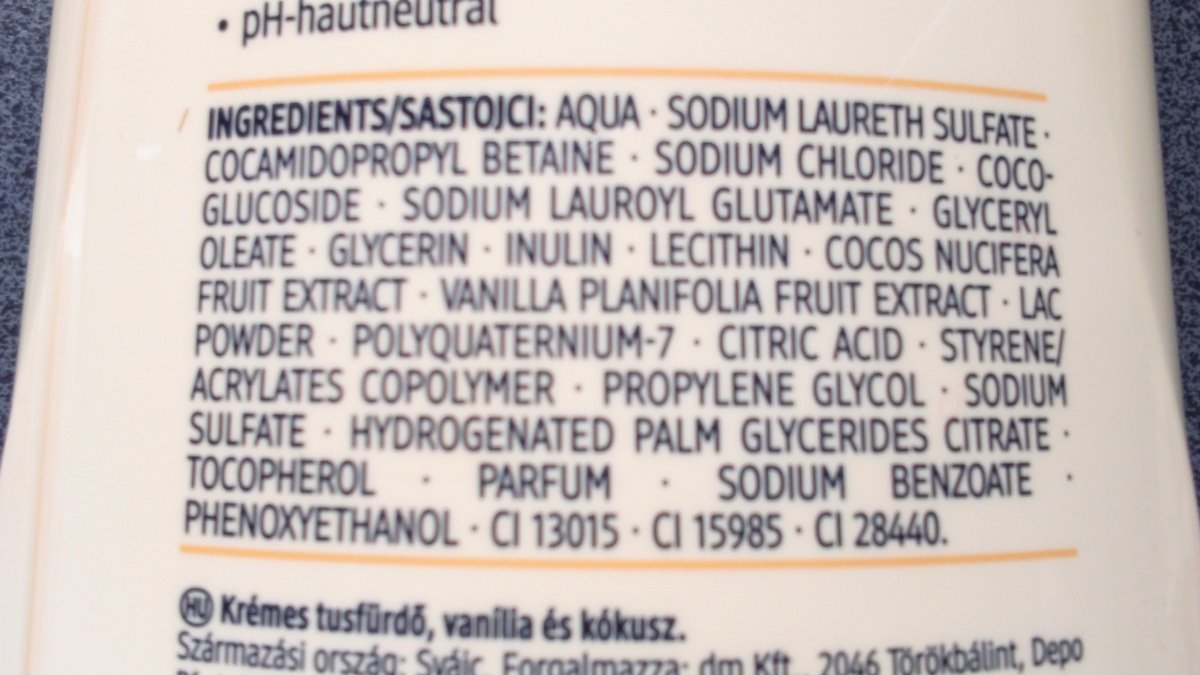 • pH-hautneutral
INGREDIENTS/SASTOJCI: AQUA · SODIUM LAURETH SULFATE ·
COCAMIDOPROPYL BETAINE · SODIUM CHLORIDE · COCO-
GLUCOSIDE · SODIUM LAUROYL GLUTAMATE · GLYCERYL
OLEATE · GLYCERIN · INULIN · LECITHIN · COCOS NUCIFERA
FRUIT EXTRACT · VANILLA PLANIFOLIA FRUIT EXTRACT · LAC
POWDER · POLYQUATERNIUM-7 · CITRIC ACID · STYRENE/
ACRYLATES COPOLYMER · PROPYLENE GLYCOL · SODIUM
SULFATE · HYDROGENATED PALM GLYCERIDES CITRATE ·
TOCOPHEROL · PARFUM · SODIUM BENZOATE ·
PHENOXYETHANOL · CI 13015 · CI 15985 · CI 28440.
HU Krémes tusfürdő, vanília és kókusz.
Származási ország: Svájc. Forgalmazza: dm Kft., 2046 Törökbálint, Depo